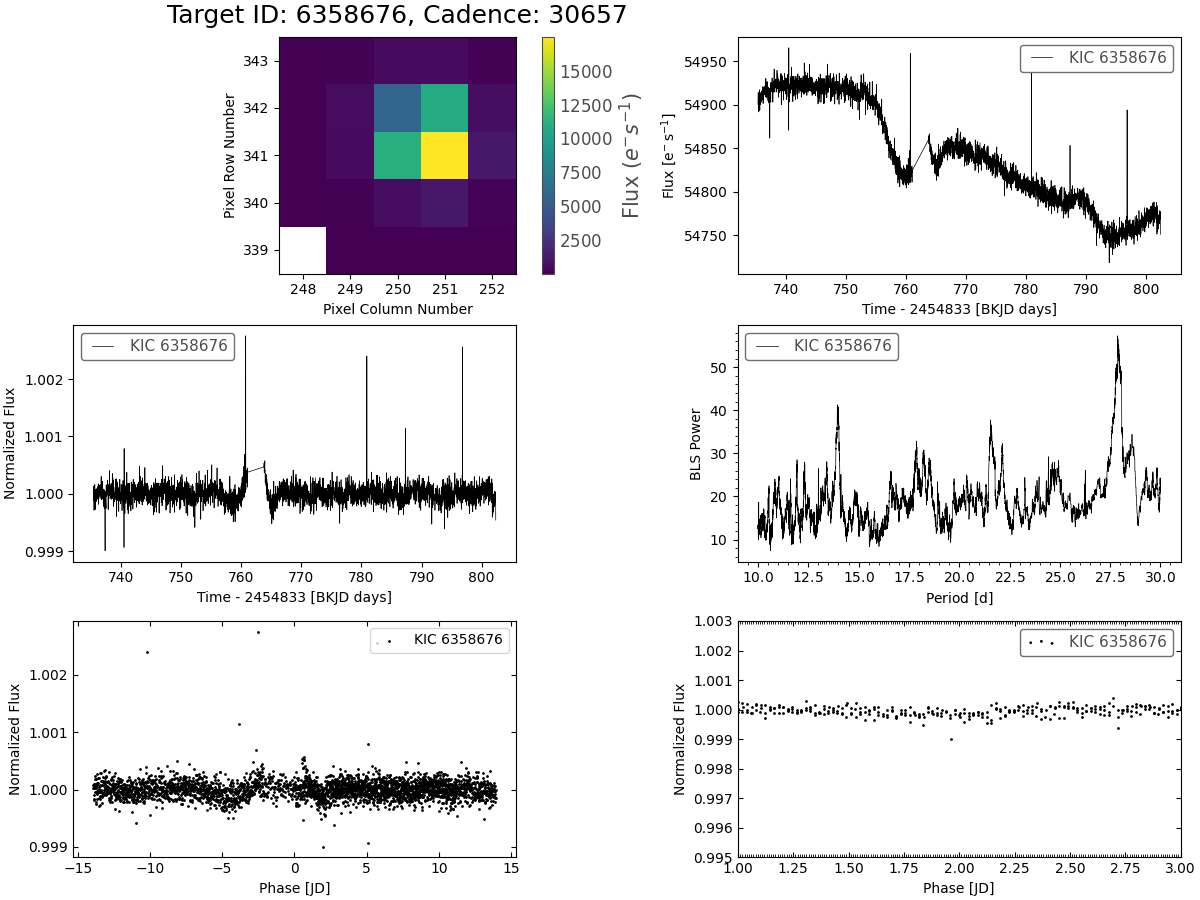 Target ID: 6358676, Cadence: 30657
343
342
341
340
339
Pixel Row Number
248 249 250 251 252
Pixel Column Number
15000
12500
10000
7500
5000
2500
Flux (e⁻s⁻¹)
KIC 6358676
54950
54900
54850
54800
54750
Flux [e⁻ s⁻¹]
740 750 760 770 780 790 800
Time - 2454833 [BKJD days]
KIC 6358676
1.002
1.001
1.000
0.999
Normalized Flux
740 750 760 770 780 790 800
Time - 2454833 [BKJD days]
KIC 6358676
50
40
30
20
10
BLS Power
10.0 12.5 15.0 17.5 20.0 22.5 25.0 27.5 30.0
Period [d]
KIC 6358676
1.002
1.001
1.000
0.999
Normalized Flux
−15 −10 −5 0 5 10 15
Phase [JD]
KIC 6358676
1.003
1.002
1.001
1.000
0.999
0.998
0.997
0.996
0.995
Normalized Flux
1.00 1.25 1.50 1.75 2.00 2.25 2.50 2.75 3.00
Phase [JD]